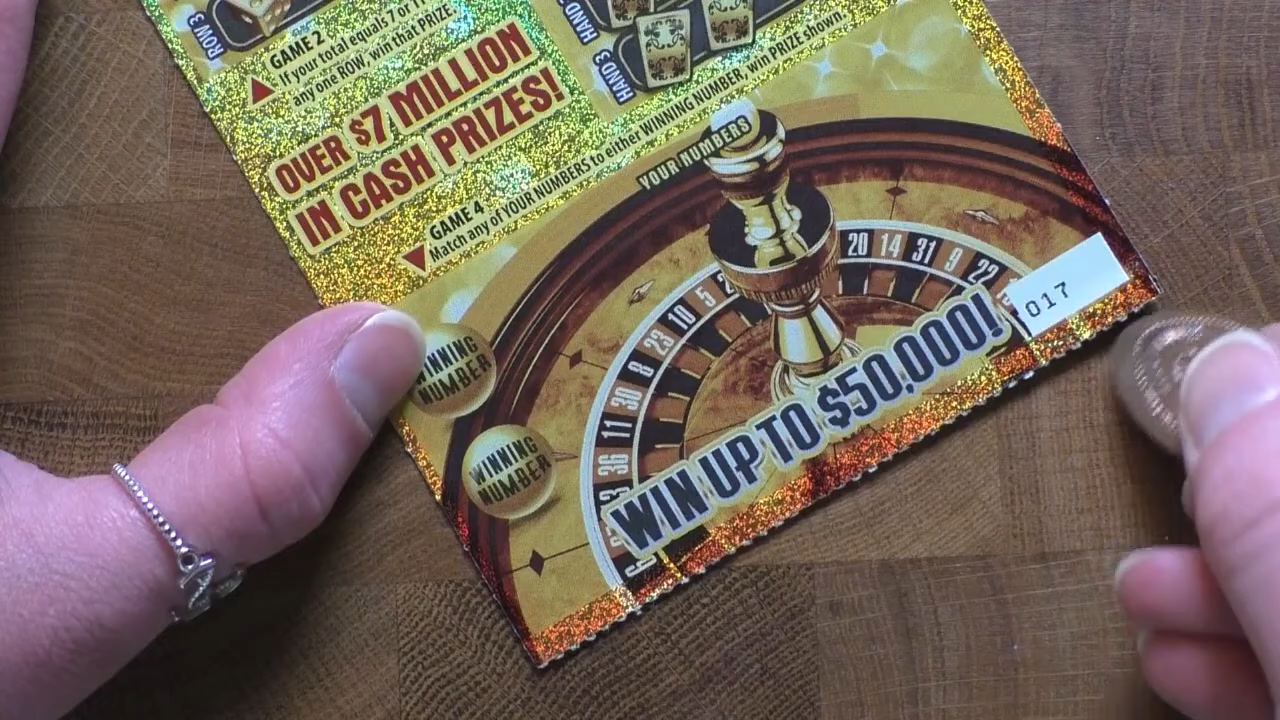 ROW 3
GAME 2
If your total equals 7 or 11
any one ROW, win that PRIZE.
HAND 3
OVER $7 MILLION
IN CASH PRIZES!
GAME 4
Match any of YOUR NUMBERS to either WINNING NUMBER, win PRIZE shown.
YOUR NUMBERS
WINNING
NUMBER
WINNING
NUMBER
36 11 30 8 23 10 5
20 14 31 9 22
WIN UP TO $50,000!
017